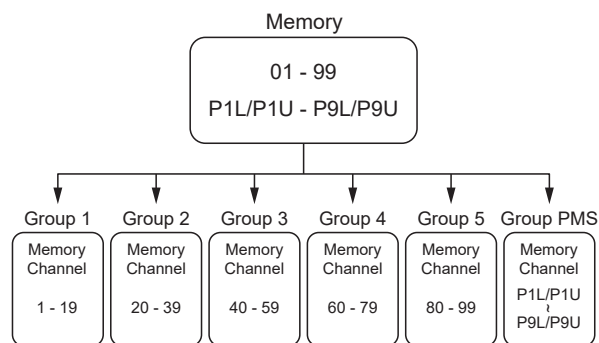 Memory
01 - 99
P1L/P1U - P9L/P9U
Group 1
Group 2
Group 3
Group 4
Group 5
Group PMS
Memory
Channel
1 - 19
Memory
Channel
20 - 39
Memory
Channel
40 - 59
Memory
Channel
60 - 79
Memory
Channel
80 - 99
Memory
Channel
P1L/P1U
~
P9L/P9U